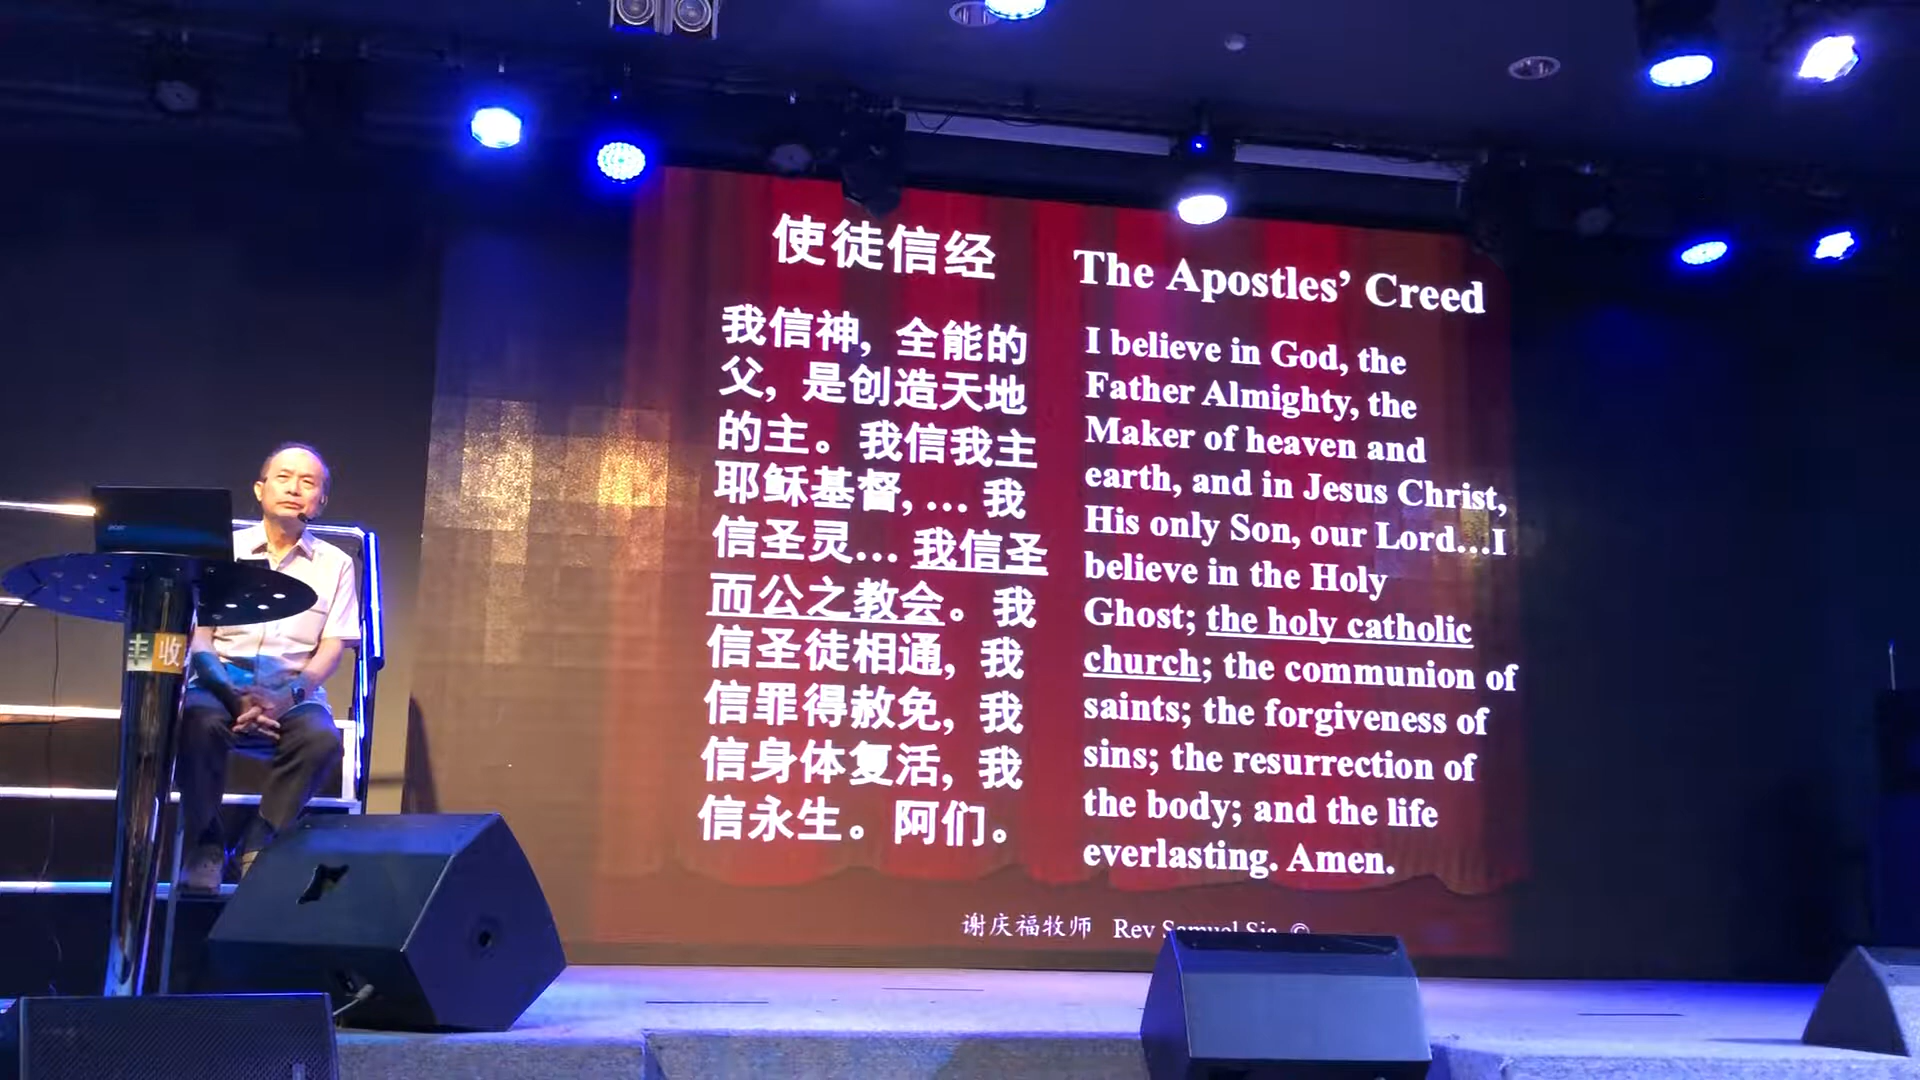 使徒信经
我信神, 全能的
父, 是创造天地
的主。我信我主
耶稣基督, … 我
信圣灵… 我信圣
而公之教会。我
信圣徒相通, 我
信罪得赦免, 我
信身体复活, 我
信永生。阿们。
The Apostles’ Creed
I believe in God, the
Father Almighty, the
Maker of heaven and
earth, and in Jesus Christ,
His only Son, our Lord…I
believe in the Holy
Ghost; the holy catholic
church; the communion of
saints; the forgiveness of
sins; the resurrection of
the body; and the life
everlasting. Amen.
谢庆福牧师 Rev Samuel Sia ©
丰收
acer